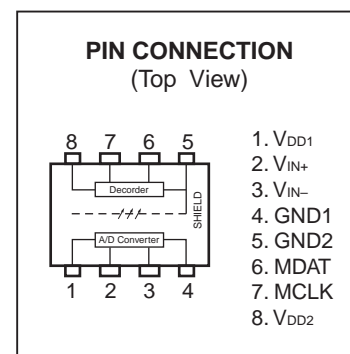 PIN CONNECTION
(Top View)
8 7 6 5
Decorder
SHIELD
A/D Converter
1 2 3 4
1. VDD1
2. VIN+
3. VIN–
4. GND1
5. GND2
6. MDAT
7. MCLK
8. VDD2